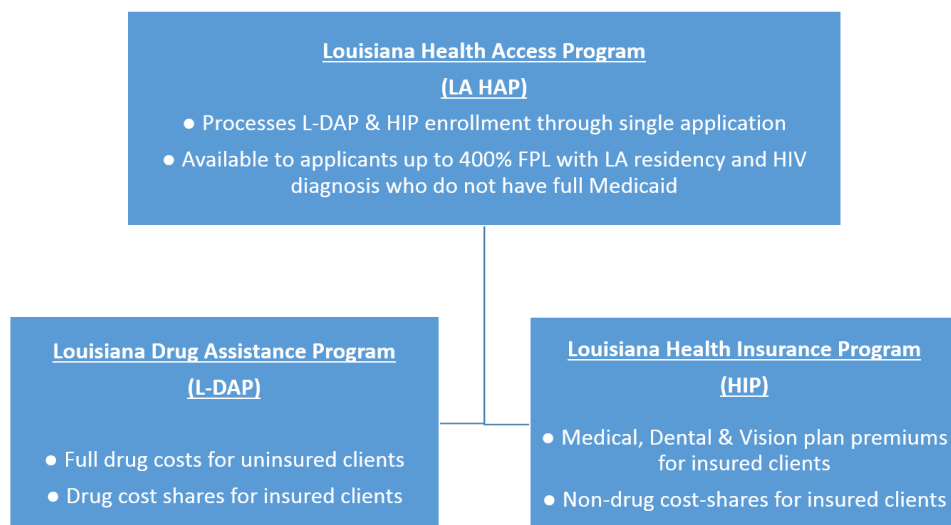 Louisiana Health Access Program
(LA HAP)
● Processes L-DAP & HIP enrollment through single application
● Available to applicants up to 400% FPL with LA residency and HIV
diagnosis who do not have full Medicaid
Louisiana Drug Assistance Program
(L-DAP)
● Full drug costs for uninsured clients
● Drug cost shares for insured clients
Louisiana Health Insurance Program
(HIP)
● Medical, Dental & Vision plan premiums
for insured clients
● Non-drug cost-shares for insured clients